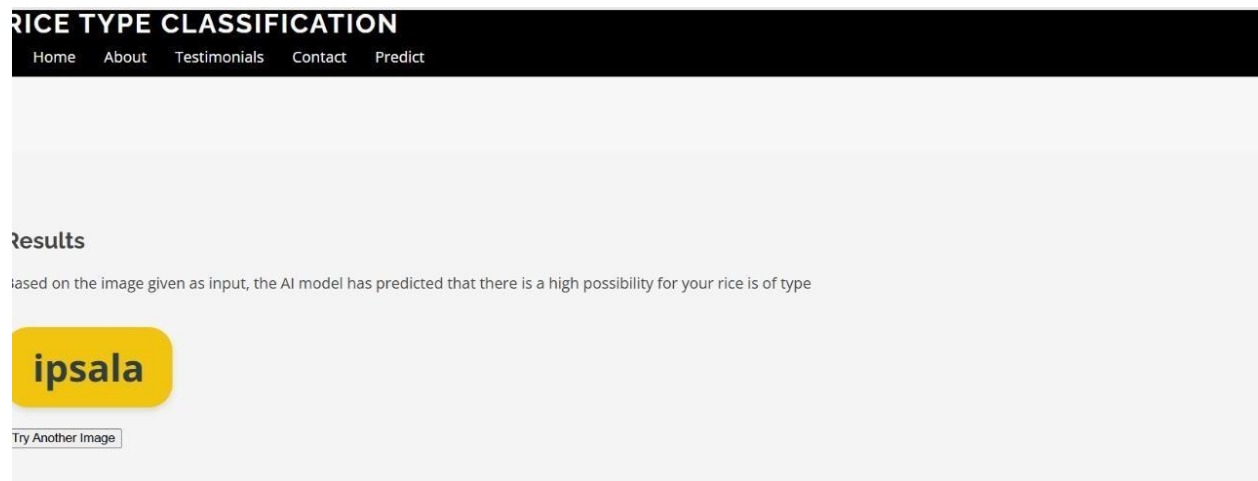 RICE TYPE CLASSIFICATION
Home About Testimonials Contact Predict
Results
Based on the image given as input, the AI model has predicted that there is a high possibility for your rice is of type
ipsala
Try Another Image